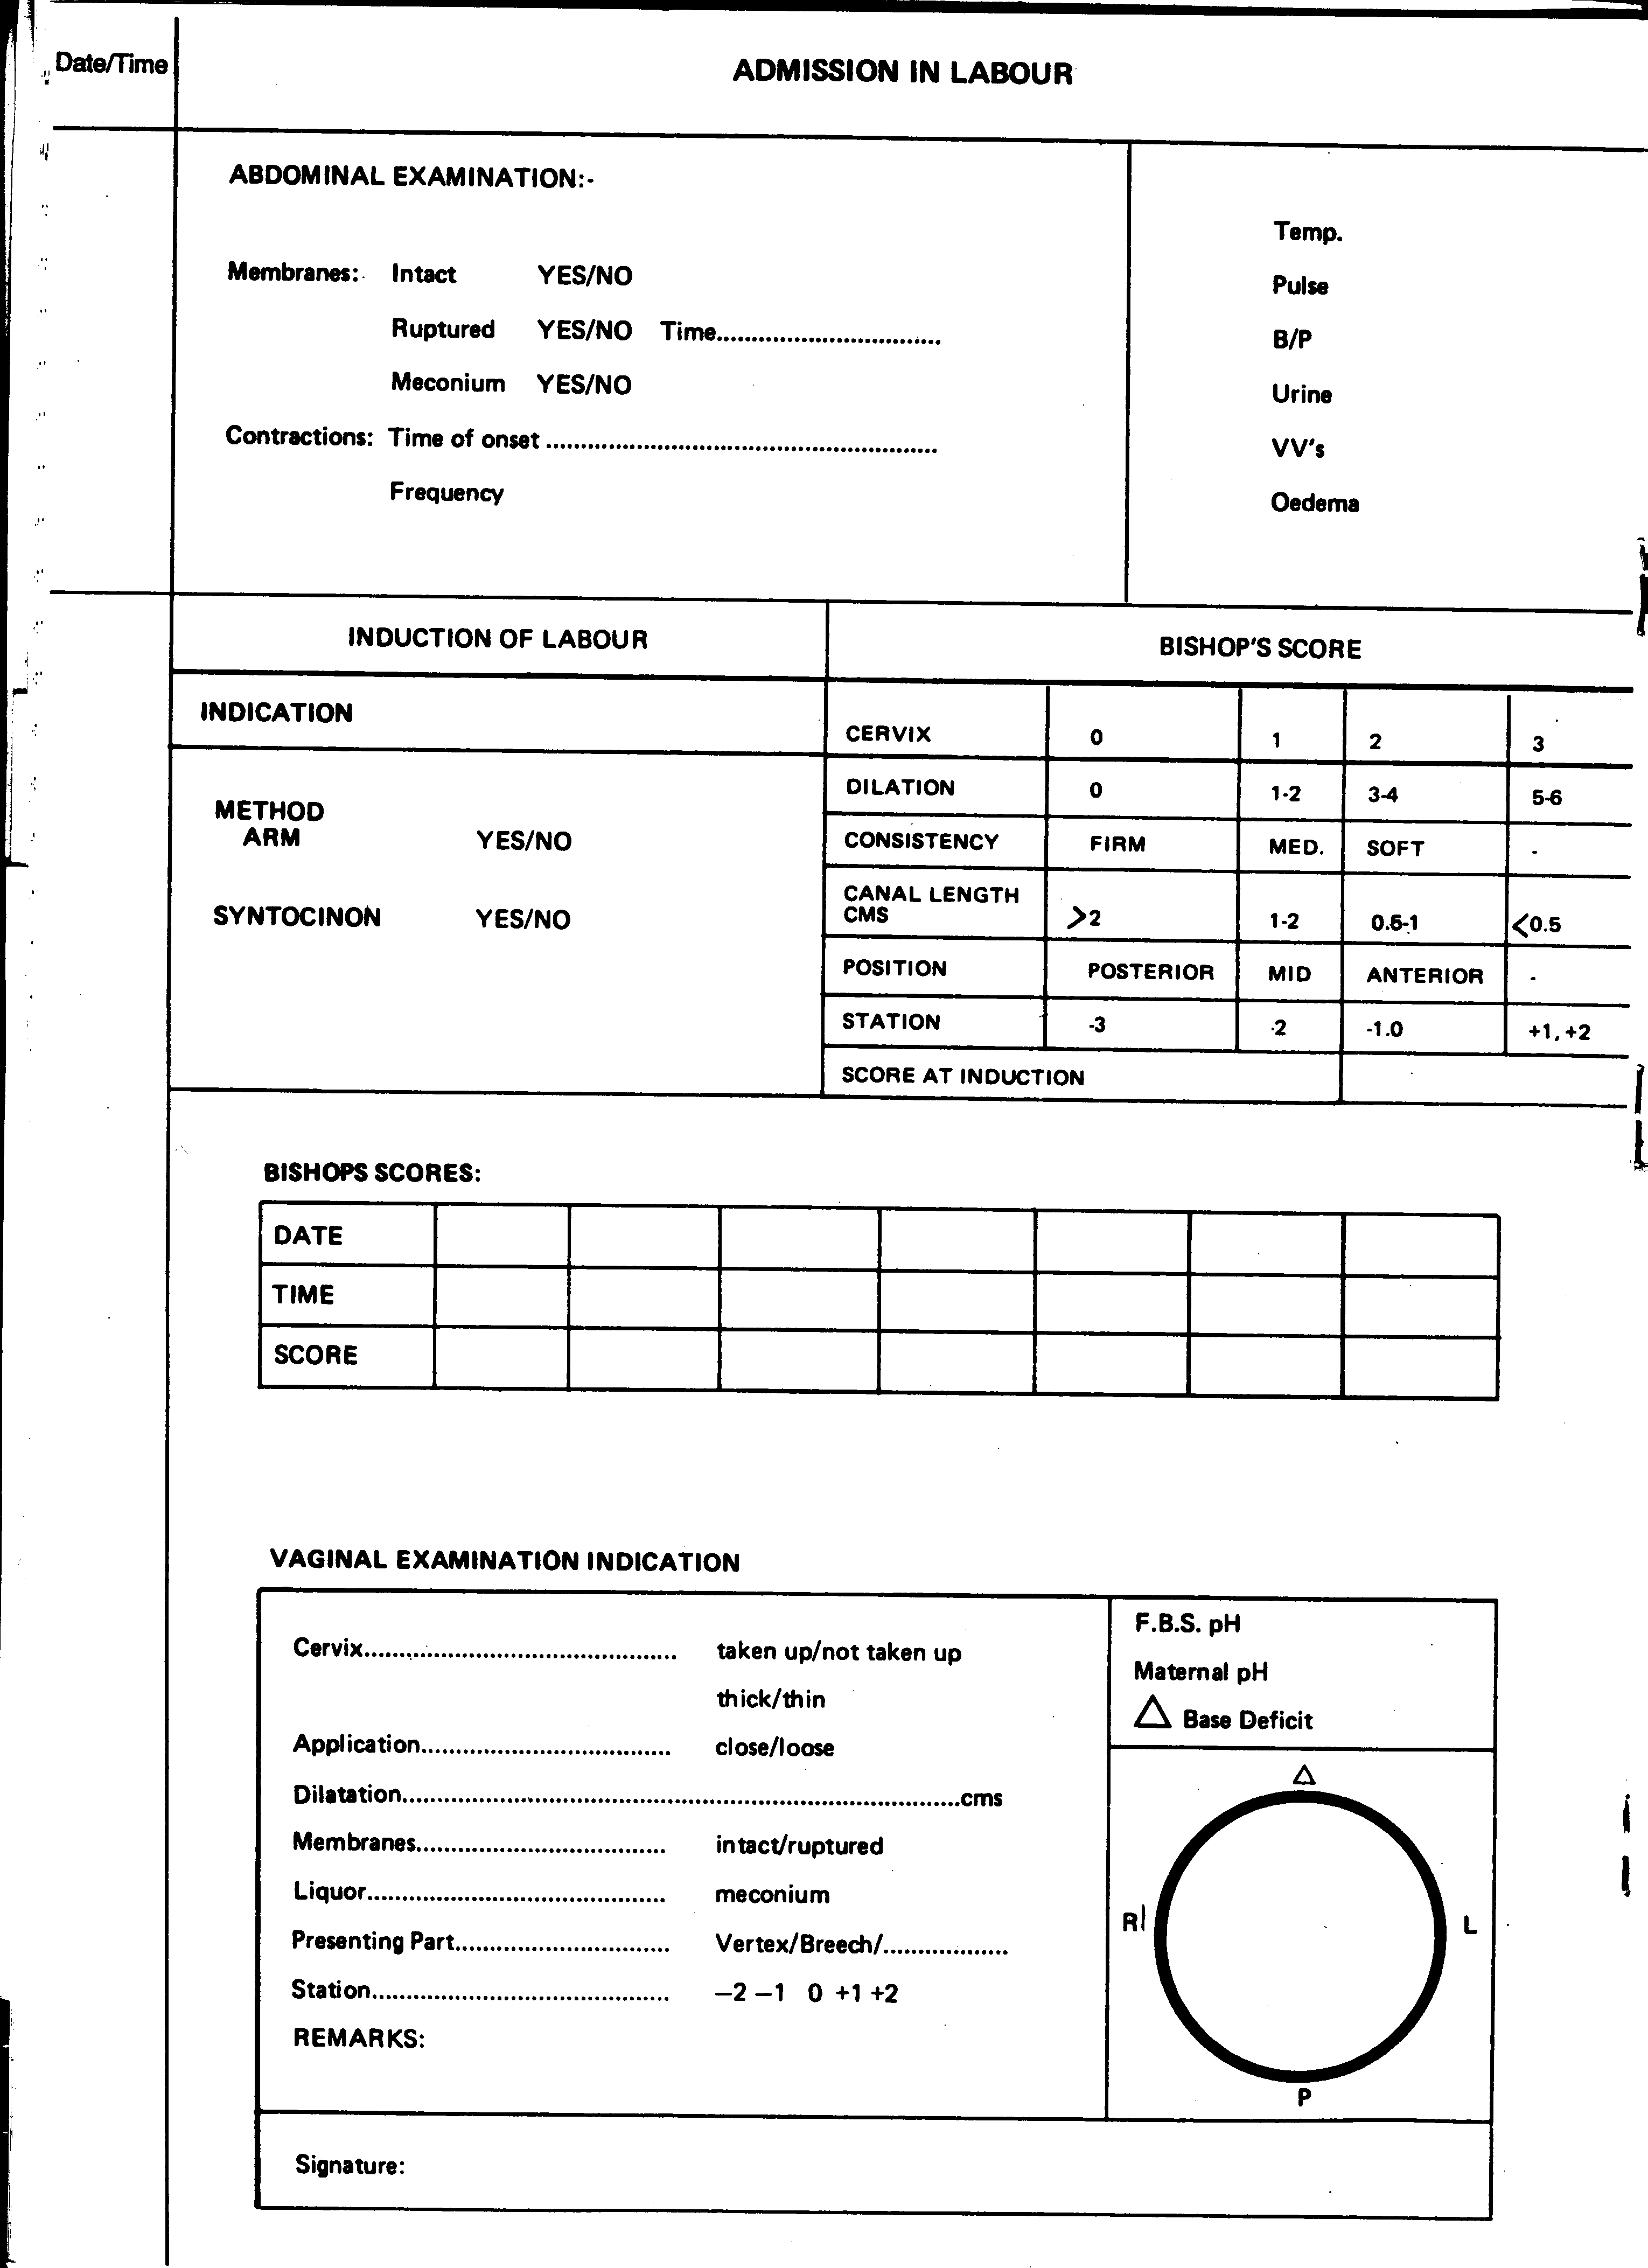 Date/Time
ADMISSION IN LABOUR
ABDOMINAL EXAMINATION:-
Membranes: Intact YES/NO
Ruptured YES/NO Time................................
Meconium YES/NO
Contractions: Time of onset ........................................................
Frequency
Temp.
Pulse
B/P
Urine
VV's
Oedema
INDUCTION OF LABOUR
INDICATION
METHOD
ARM YES/NO
SYNTOCINON YES/NO
BISHOP'S SCORE
CERVIX 0 1 2 3
DILATION 0 1-2 3-4 5-6
CONSISTENCY FIRM MED. SOFT -
CANAL LENGTH
CMS >2 1-2 0.5-1 <0.5
POSITION POSTERIOR MID ANTERIOR -
STATION -3 -2 -1.0 +1, +2
SCORE AT INDUCTION
BISHOPS SCORES:
DATE
TIME
SCORE
VAGINAL EXAMINATION INDICATION
Cervix............................................ taken up/not taken up
thick/thin
Application................................... close/loose
Dilatation................................................................................cms
Membranes................................... intact/ruptured
Liquor.......................................... meconium
Presenting Part.............................. Vertex/Breech/..................
Station.......................................... −2 −1 0 +1 +2
REMARKS:
F.B.S. pH
Maternal pH
△ Base Deficit
△
R
L
P
Signature: